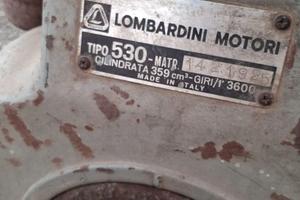 LOMBARDINI MOTORI
TIPO 530-MATR.
CILINDRATA 359 cm³-GIRI/1' 3600
MADE IN ITALY